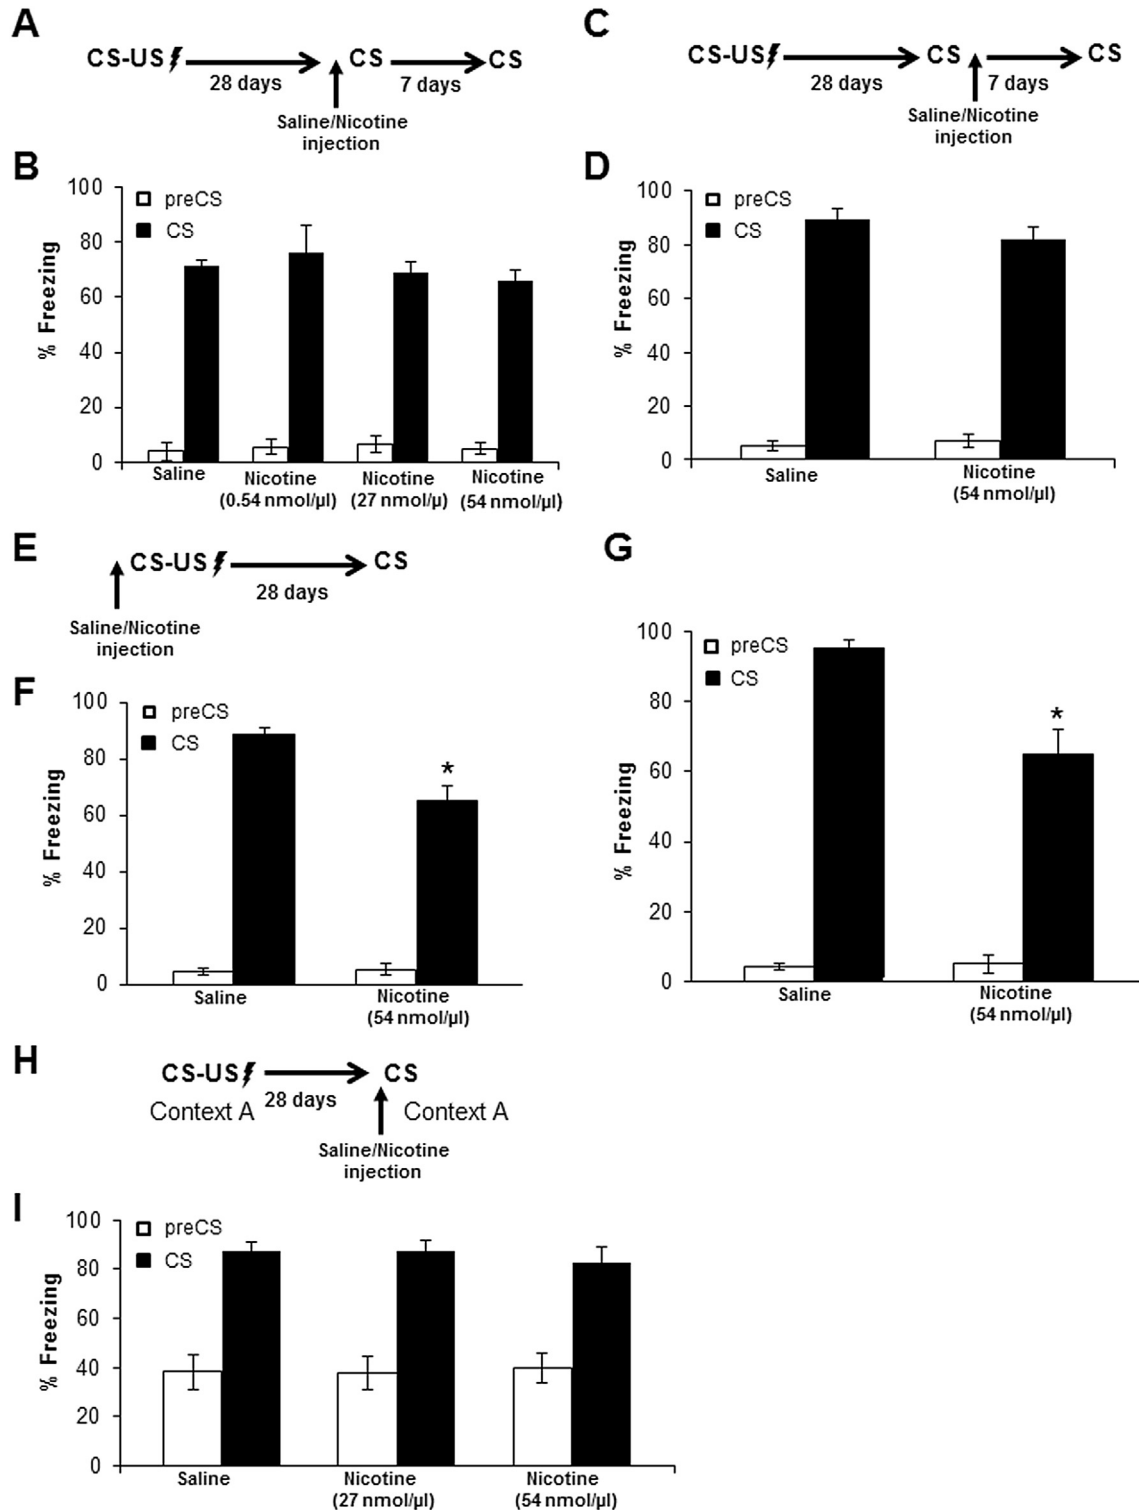 A
CS-US
CS
CS
28 days
7 days
Saline/Nicotine
injection
C
CS-US
CS
CS
28 days
7 days
Saline/Nicotine
injection
B
100
80
60
40
20
0
% Freezing
preCS
CS
Saline
Nicotine
(0.54 nmol/µl)
Nicotine
(27 nmol/µ)
Nicotine
(54 nmol/µl)
D
100
80
60
40
20
0
% Freezing
preCS
CS
Saline
Nicotine
(54 nmol/µl)
E
CS-US
CS
28 days
Saline/Nicotine
injection
F
100
80
60
40
20
0
% Freezing
preCS
CS
*
Saline
Nicotine
(54 nmol/µl)
G
100
80
60
40
20
0
% Freezing
preCS
CS
*
Saline
Nicotine
(54 nmol/µl)
H
CS-US
CS
28 days
Context A
Context A
Saline/Nicotine
injection
I
100
80
60
40
20
0
% Freezing
preCS
CS
Saline
Nicotine
(27 nmol/µl)
Nicotine
(54 nmol/µl)